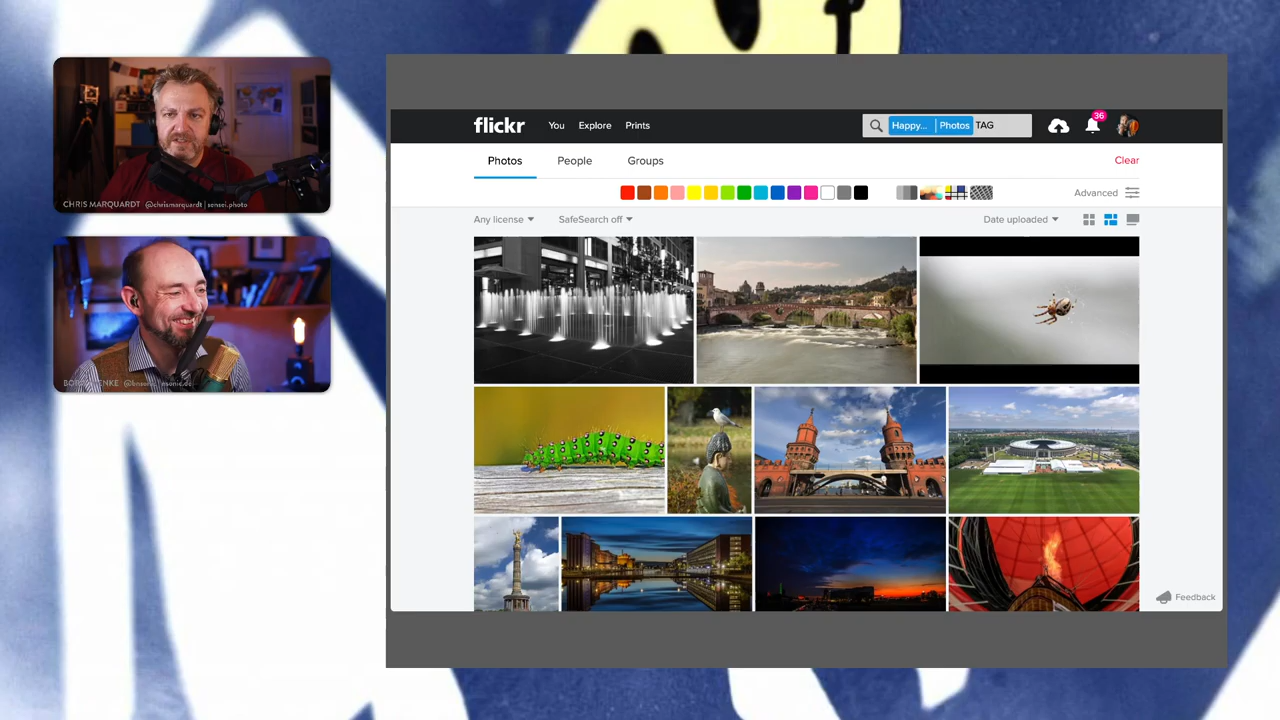 CHRIS MARQUARDT @chrismarquardt | sensei.photo
flickr You Explore Prints Happy... Photos TAG 36
Photos People Groups Clear
Advanced
Any license SafeSearch off Date uploaded
Feedback